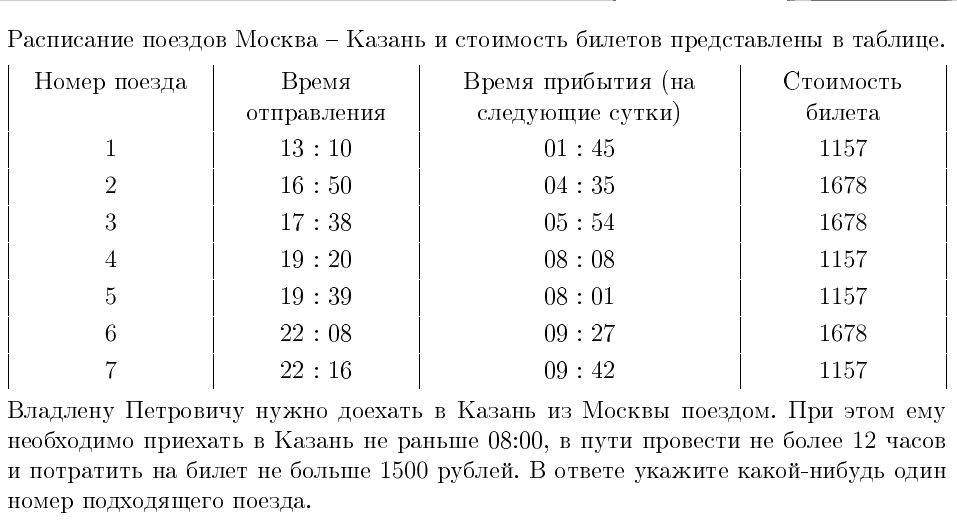 Расписание поездов Москва – Казань и стоимость билетов представлены в таблице.
Номер поезда Время отправления Время прибытия (на следующие сутки) Стоимость билета
1 13 : 10 01 : 45 1157
2 16 : 50 04 : 35 1678
3 17 : 38 05 : 54 1678
4 19 : 20 08 : 08 1157
5 19 : 39 08 : 01 1157
6 22 : 08 09 : 27 1678
7 22 : 16 09 : 42 1157
Владлену Петровичу нужно доехать в Казань из Москвы поездом. При этом ему
необходимо приехать в Казань не раньше 08:00, в пути провести не более 12 часов
и потратить на билет не больше 1500 рублей. В ответе укажите какой-нибудь один
номер подходящего поезда.